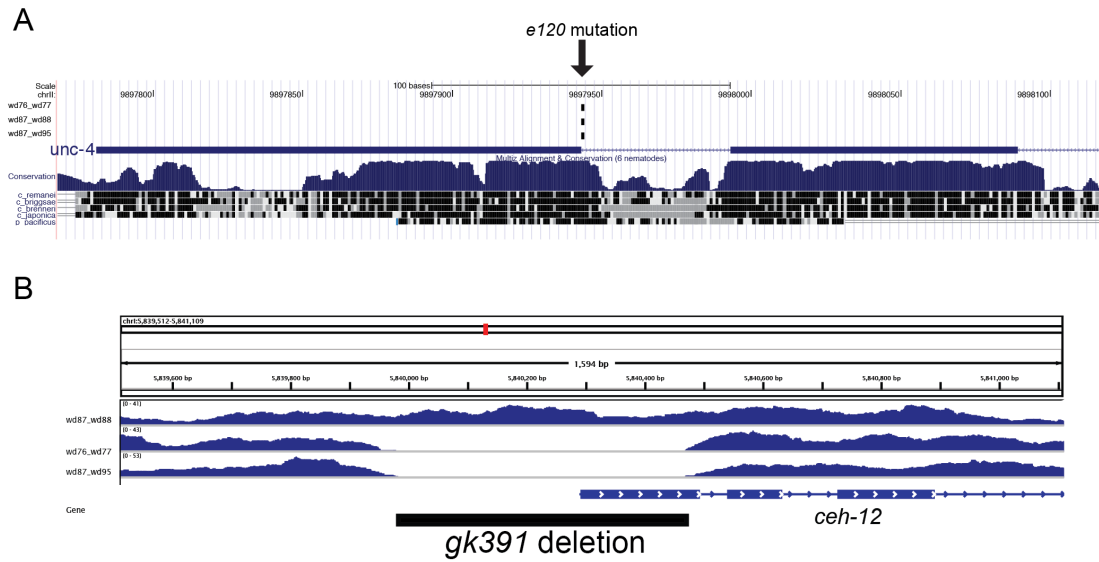 A
e120 mutation
Scale
100 bases
chrII:
9897800
9897850
9897900
9897950
9898000
9898050
9898100
wd76_wd77
wd87_wd88
wd87_wd95
unc-4
Multiz Alignment & Conservation (6 nematodes)
Conservation
c_remanei
c_briggsae
c_brenneri
c_japonica
p_pacificus
B
chrI:5,839,512-5,841,109
1,594 bp
5,839,600 bp 5,839,800 bp 5,840,000 bp 5,840,200 bp 5,840,400 bp 5,840,600 bp 5,840,800 bp 5,841,000 bp
(0 - 41)
wd87_wd88
(0 - 43)
wd76_wd77
(0 - 53)
wd87_wd95
Gene
ceh-12
gk391 deletion